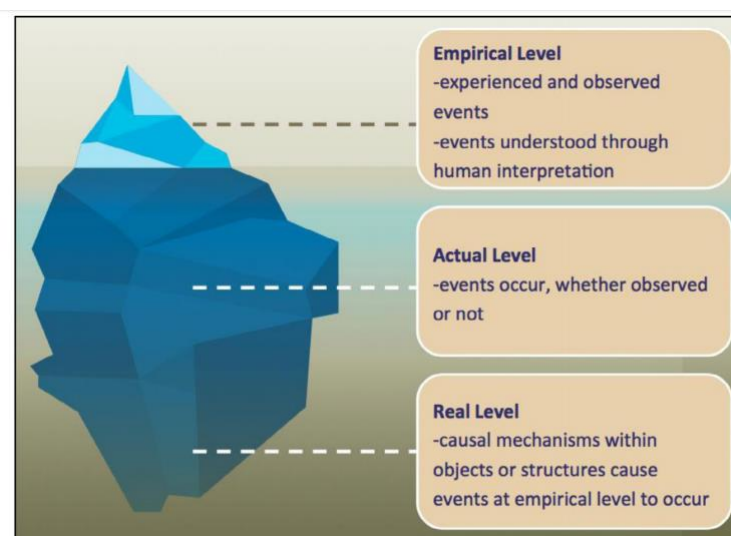 Empirical Level
-experienced and observed
events
-events understood through
human interpretation
Actual Level
-events occur, whether observed
or not
Real Level
-causal mechanisms within
objects or structures cause
events at empirical level to occur